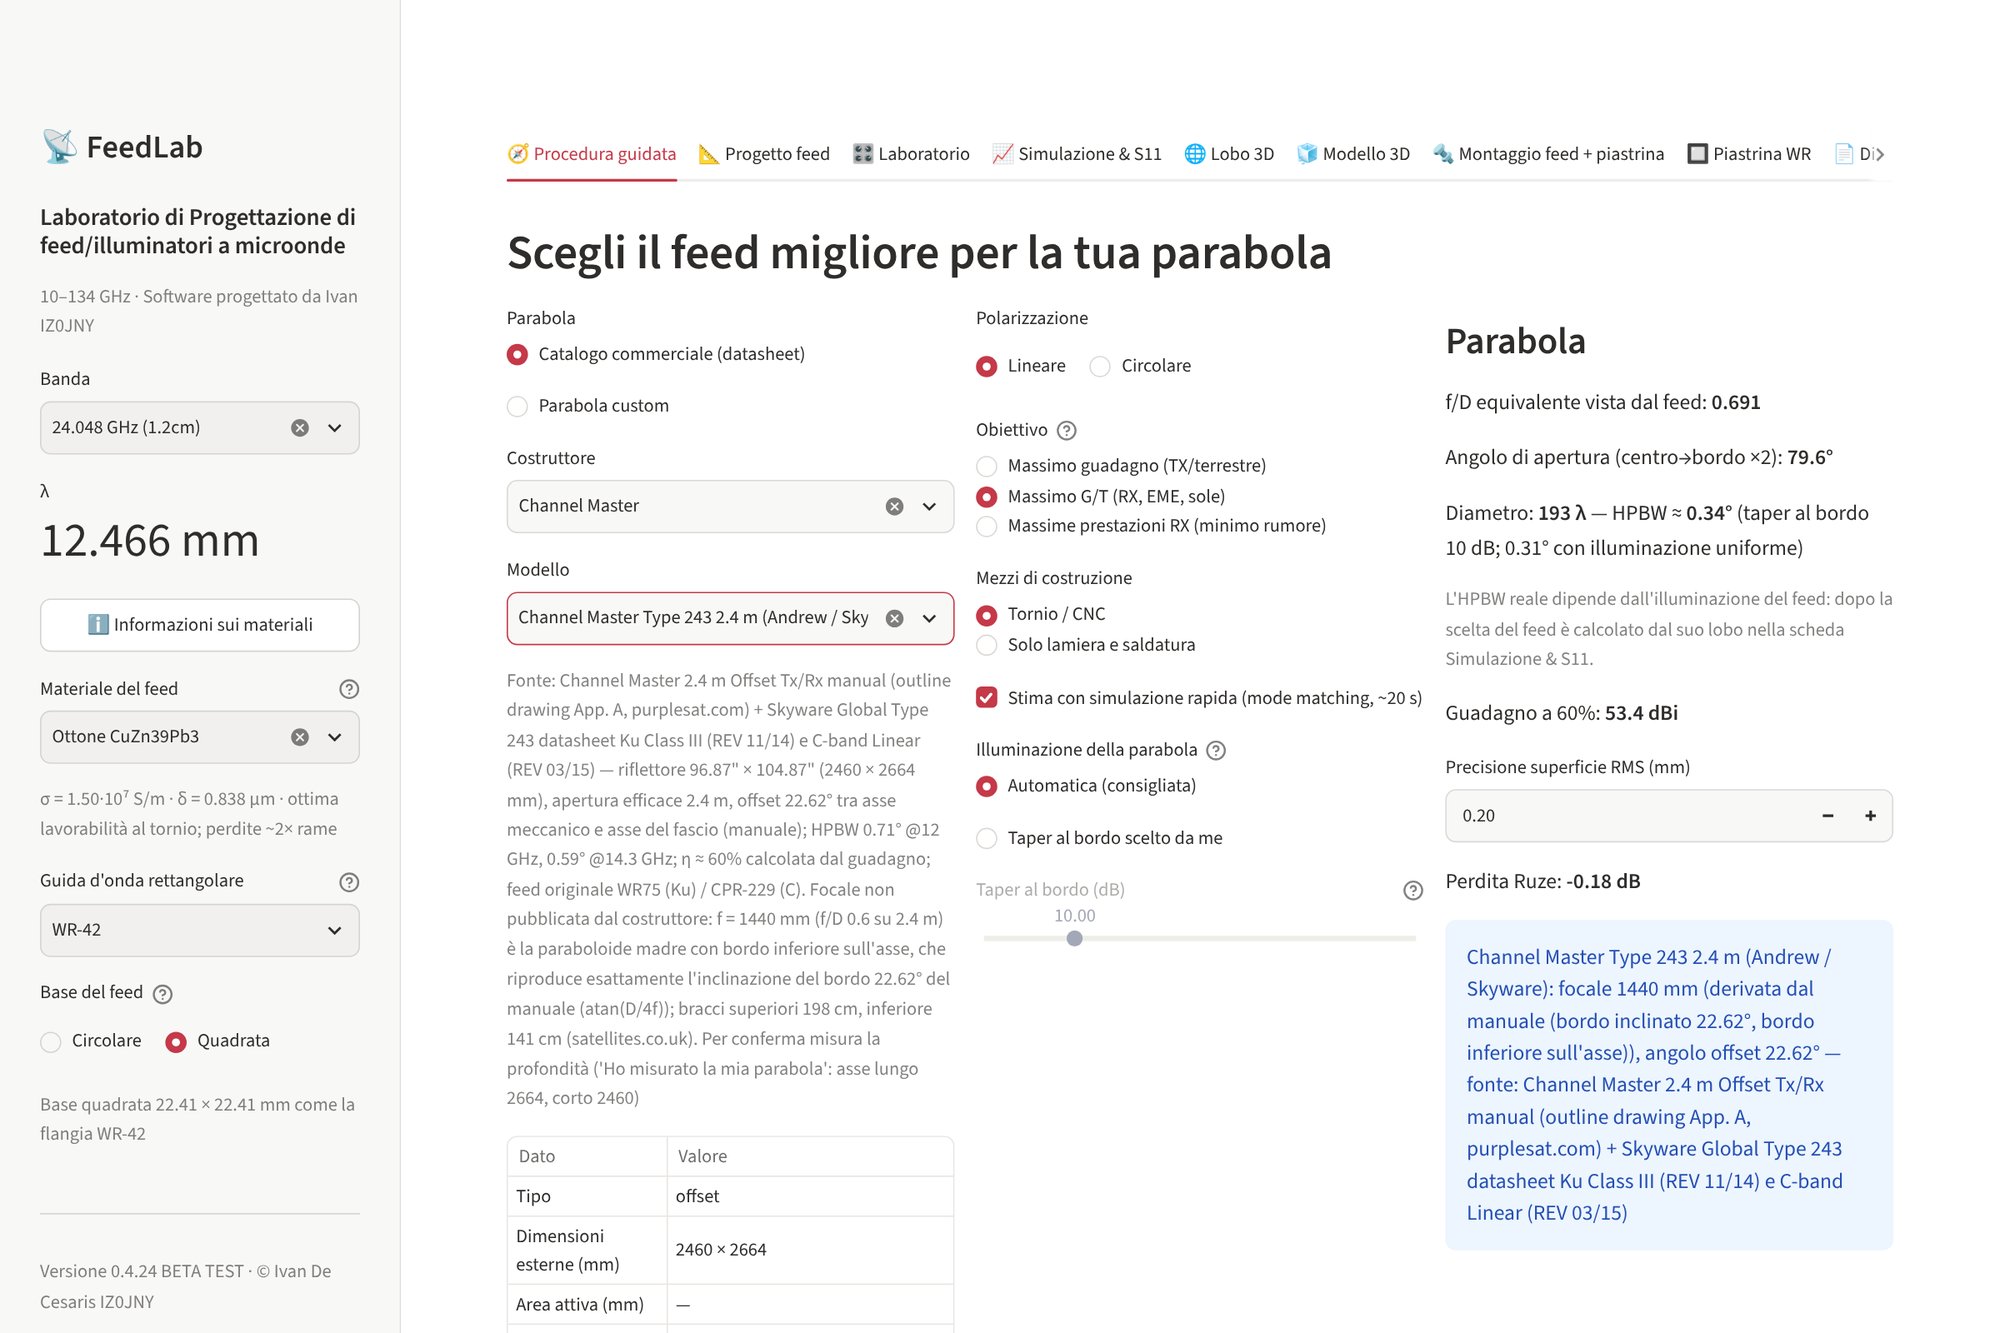 📡 FeedLab
Laboratorio di Progettazione di
feed/illuminatori a microonde
10–134 GHz · Software progettato da Ivan
IZ0JNY
Banda
24.048 GHz (1.2cm)
λ
12.466 mm
ℹ️ Informazioni sui materiali
Materiale del feed
Ottone CuZn39Pb3
σ = 1.50·10⁷ S/m · δ = 0.838 µm · ottima
lavorabilità al tornio; perdite ~2× rame
Guida d'onda rettangolare
WR-42
Base del feed
Circolare
Quadrata
Base quadrata 22.41 × 22.41 mm come la
flangia WR-42
Versione 0.4.24 BETA TEST · © Ivan De
Cesaris IZ0JNY
🧭 Procedura guidata
📐 Progetto feed
🎛️ Laboratorio
📈 Simulazione & S11
🌐 Lobo 3D
🧊 Modello 3D
🔩 Montaggio feed + piastrina
🔲 Piastrina WR
📄 Di
Scegli il feed migliore per la tua parabola
Parabola
Catalogo commerciale (datasheet)
Parabola custom
Costruttore
Channel Master
Modello
Channel Master Type 243 2.4 m (Andrew / Sky
Fonte: Channel Master 2.4 m Offset Tx/Rx manual (outline
drawing App. A, purplesat.com) + Skyware Global Type
243 datasheet Ku Class III (REV 11/14) e C-band Linear
(REV 03/15) — riflettore 96.87" × 104.87" (2460 × 2664
mm), apertura efficace 2.4 m, offset 22.62° tra asse
meccanico e asse del fascio (manuale); HPBW 0.71° @12
GHz, 0.59° @14.3 GHz; η ≈ 60% calcolata dal guadagno;
feed originale WR75 (Ku) / CPR-229 (C). Focale non
pubblicata dal costruttore: f = 1440 mm (f/D 0.6 su 2.4 m)
è la paraboloide madre con bordo inferiore sull'asse, che
riproduce esattamente l'inclinazione del bordo 22.62° del
manuale (atan(D/4f)); bracci superiori 198 cm, inferiore
141 cm (satellites.co.uk). Per conferma misura la
profondità ('Ho misurato la mia parabola': asse lungo
2664, corto 2460)
Dato
Valore
Tipo
offset
Dimensioni
esterne (mm)
2460 × 2664
Area attiva (mm)
—
Polarizzazione
Lineare
Circolare
Obiettivo
Massimo guadagno (TX/terrestre)
Massimo G/T (RX, EME, sole)
Massime prestazioni RX (minimo rumore)
Mezzi di costruzione
Tornio / CNC
Solo lamiera e saldatura
Stima con simulazione rapida (mode matching, ~20 s)
Illuminazione della parabola
Automatica (consigliata)
Taper al bordo scelto da me
Taper al bordo (dB)
10.00
Parabola
f/D equivalente vista dal feed: 0.691
Angolo di apertura (centro→bordo ×2): 79.6°
Diametro: 193 λ — HPBW ≈ 0.34° (taper al bordo
10 dB; 0.31° con illuminazione uniforme)
L'HPBW reale dipende dall'illuminazione del feed: dopo la
scelta del feed è calcolato dal suo lobo nella scheda
Simulazione & S11.
Guadagno a 60%: 53.4 dBi
Precisione superficie RMS (mm)
0.20
Perdita Ruze: -0.18 dB
Channel Master Type 243 2.4 m (Andrew /
Skyware): focale 1440 mm (derivata dal
manuale (bordo inclinato 22.62°, bordo
inferiore sull'asse)), angolo offset 22.62° —
fonte: Channel Master 2.4 m Offset Tx/Rx
manual (outline drawing App. A,
purplesat.com) + Skyware Global Type 243
datasheet Ku Class III (REV 11/14) e C-band
Linear (REV 03/15)